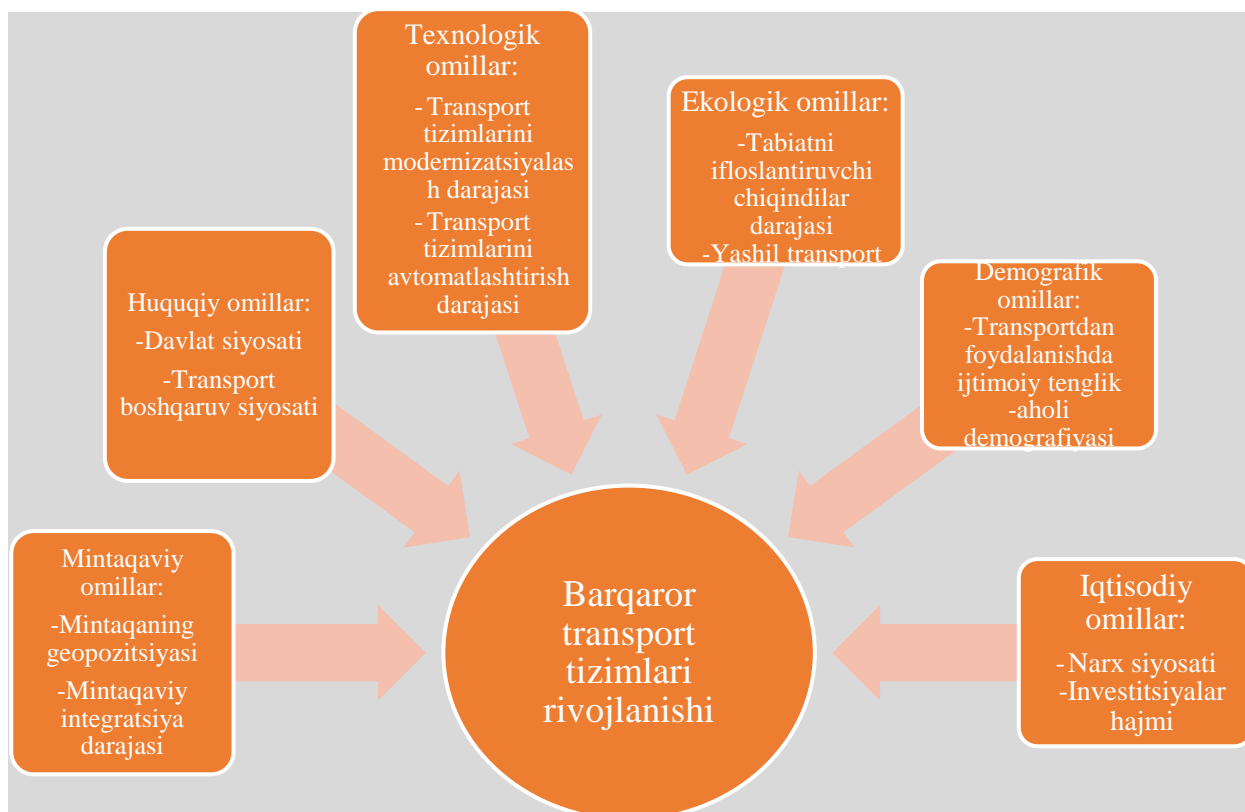 Texnologik
omillar:
- Transport
tizimlarini
modernizatsiyalas
h darajasi
- Transport
tizimlarini
avtomatlashtirish
darajasi
Ekologik omillar:
-Tabiatni
ifloslantiruvchi
chiqindilar
darajasi
-Yashil transport
Huquqiy omillar:
-Davlat siyosati
-Transport
boshqaruv siyosati
Demografik
omillar:
-Transportdan
foydalanishda
ijtimoiy tenglik
-aholi
demografiyasi
Mintaqaviy
omillar:
-Mintaqaning
geopozitsiyasi
-Mintaqaviy
integratsiya
darajasi
Barqaror
transport
tizimlari
rivojlanishi
Iqtisodiy
omillar:
- Narx siyosati
-Investitsiyalar
hajmi